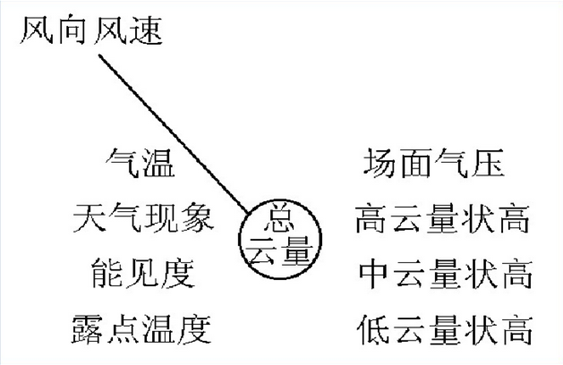 风向风速
气温
场面气压
天气现象
总
云量
高云量状高
能见度
中云量状高
露点温度
低云量状高